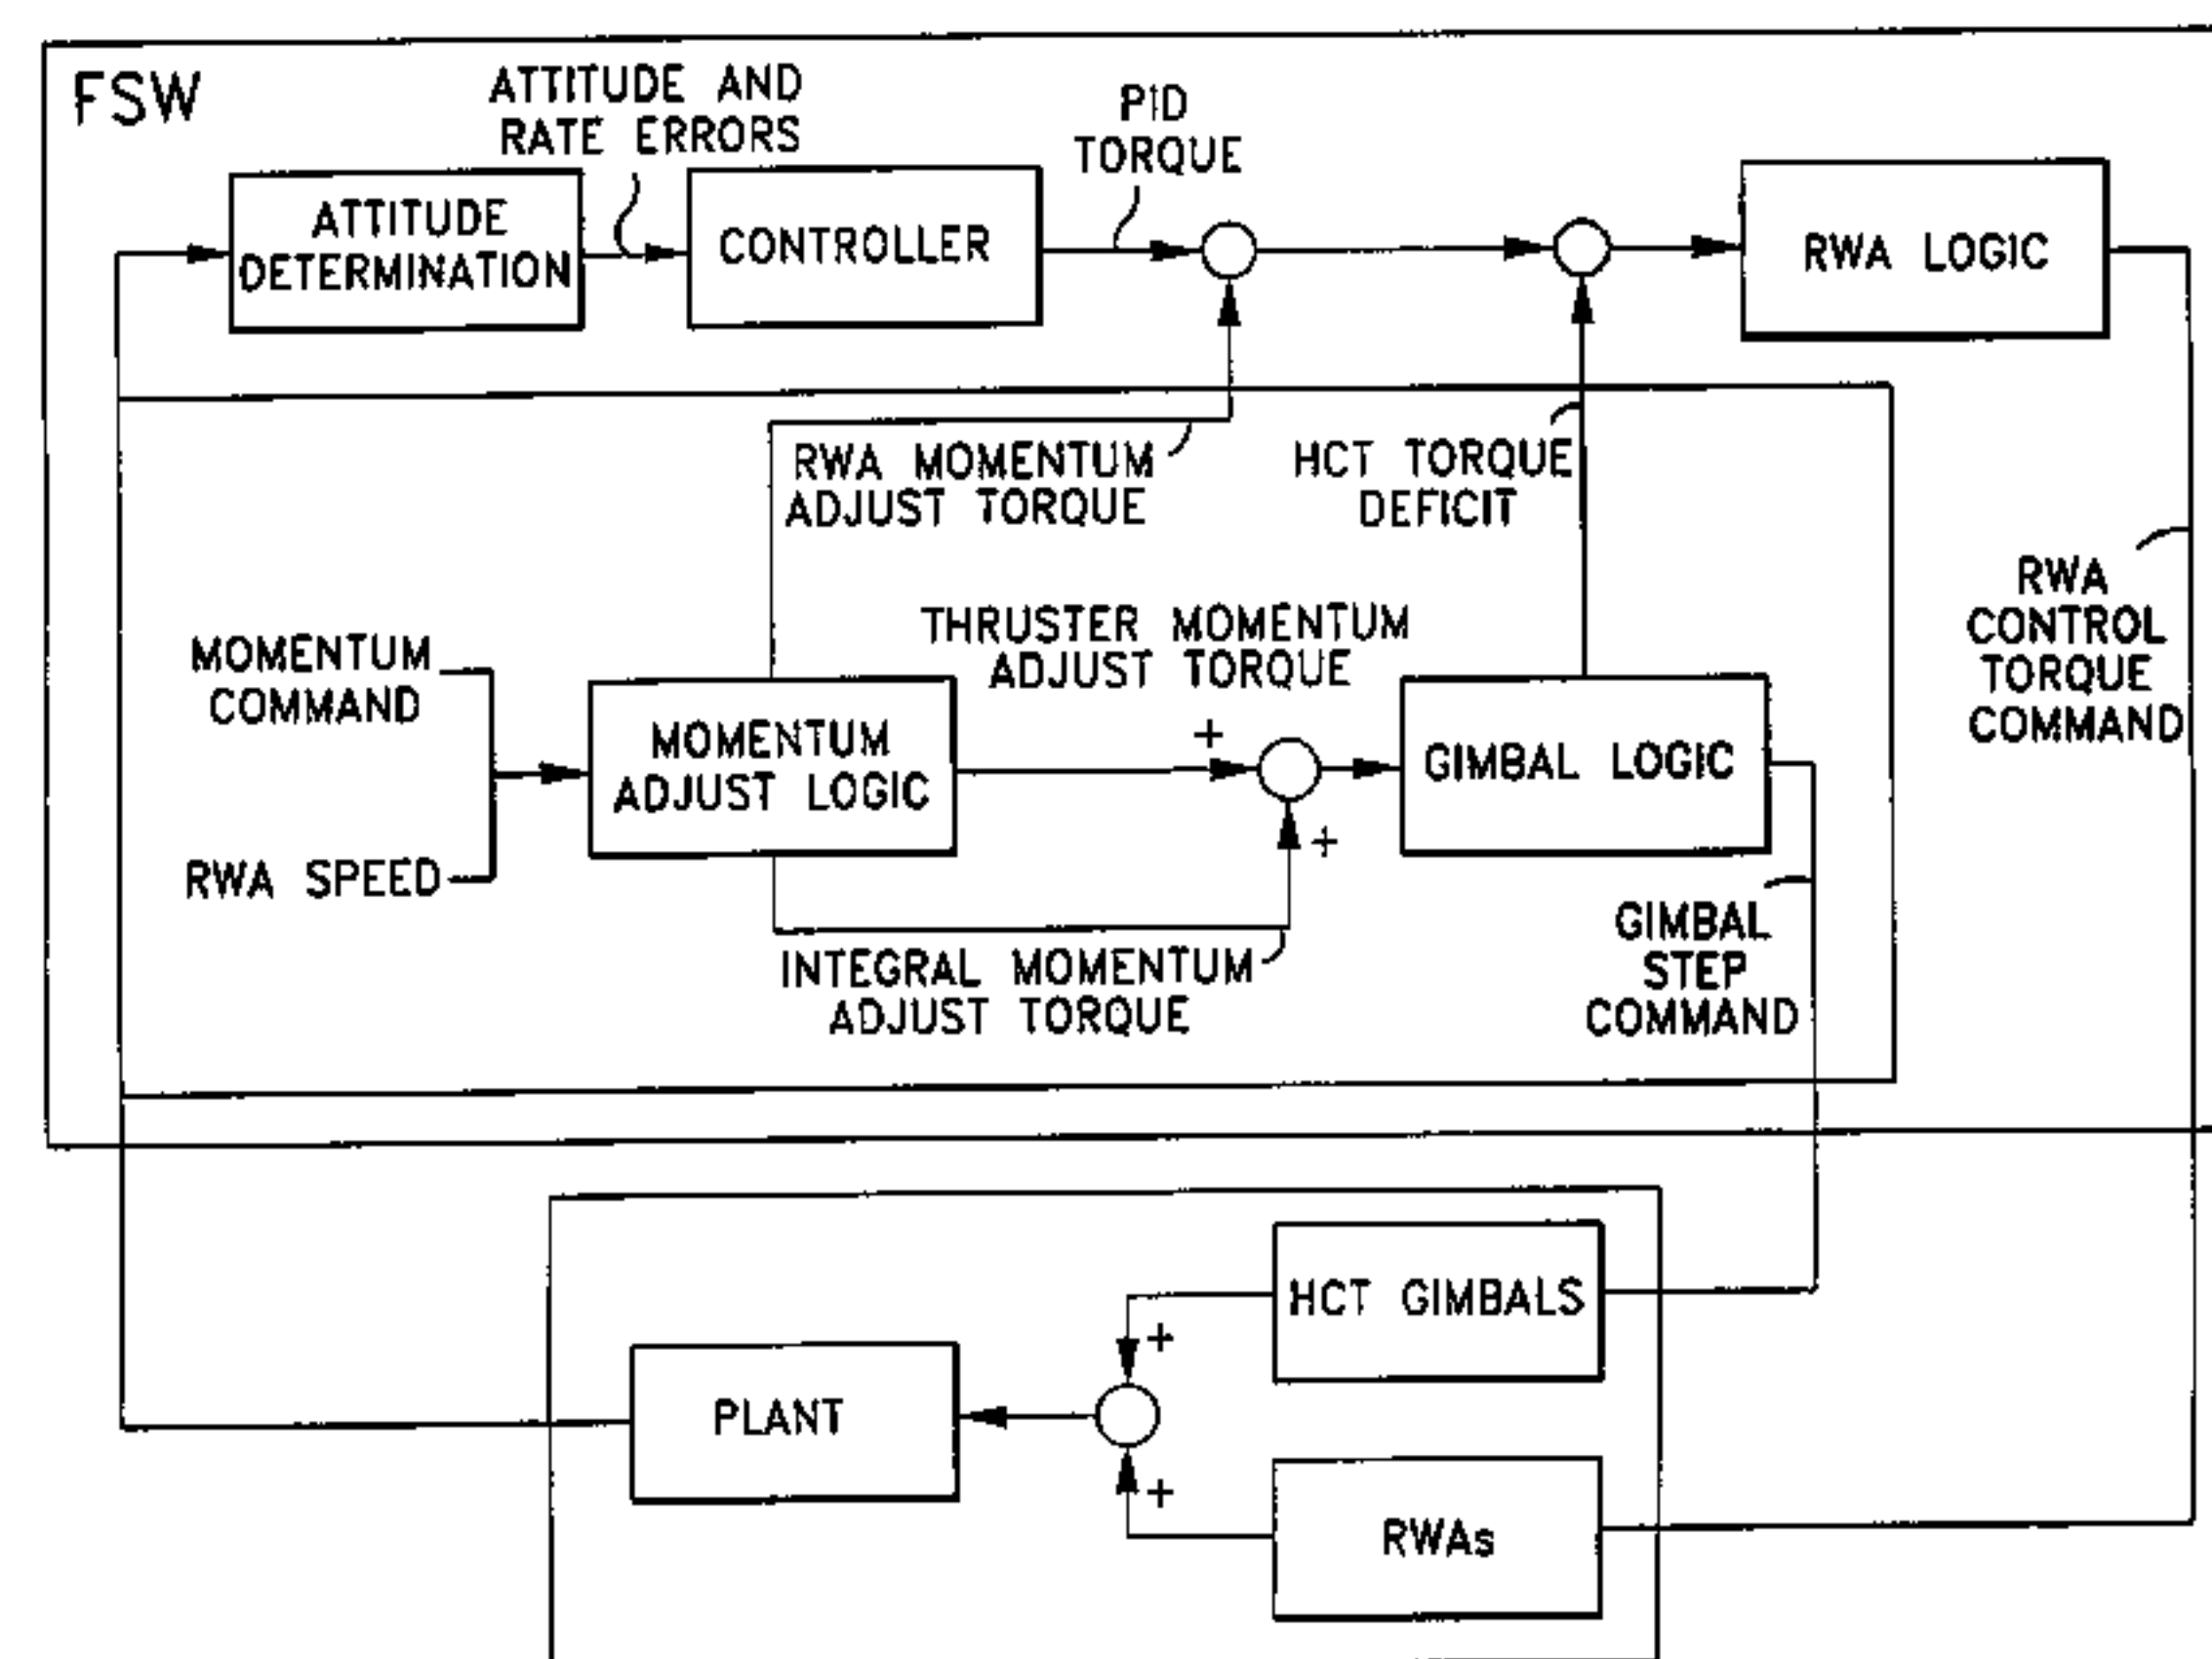 FSW
ATTITUDE AND
RATE ERRORS
PID
TORQUE
ATTITUDE
DETERMINATION
CONTROLLER
RWA LOGIC
RWA MOMENTUM
ADJUST TORQUE
HCT TORQUE
DEFICIT
RWA
CONTROL
TORQUE
COMMAND
THRUSTER MOMENTUM
ADJUST TORQUE
MOMENTUM
COMMAND
MOMENTUM
ADJUST LOGIC
+
GIMBAL LOGIC
+
RWA SPEED
INTEGRAL MOMENTUM
ADJUST TORQUE
GIMBAL
STEP
COMMAND
HCT GIMBALS
+
PLANT
+
RWAs